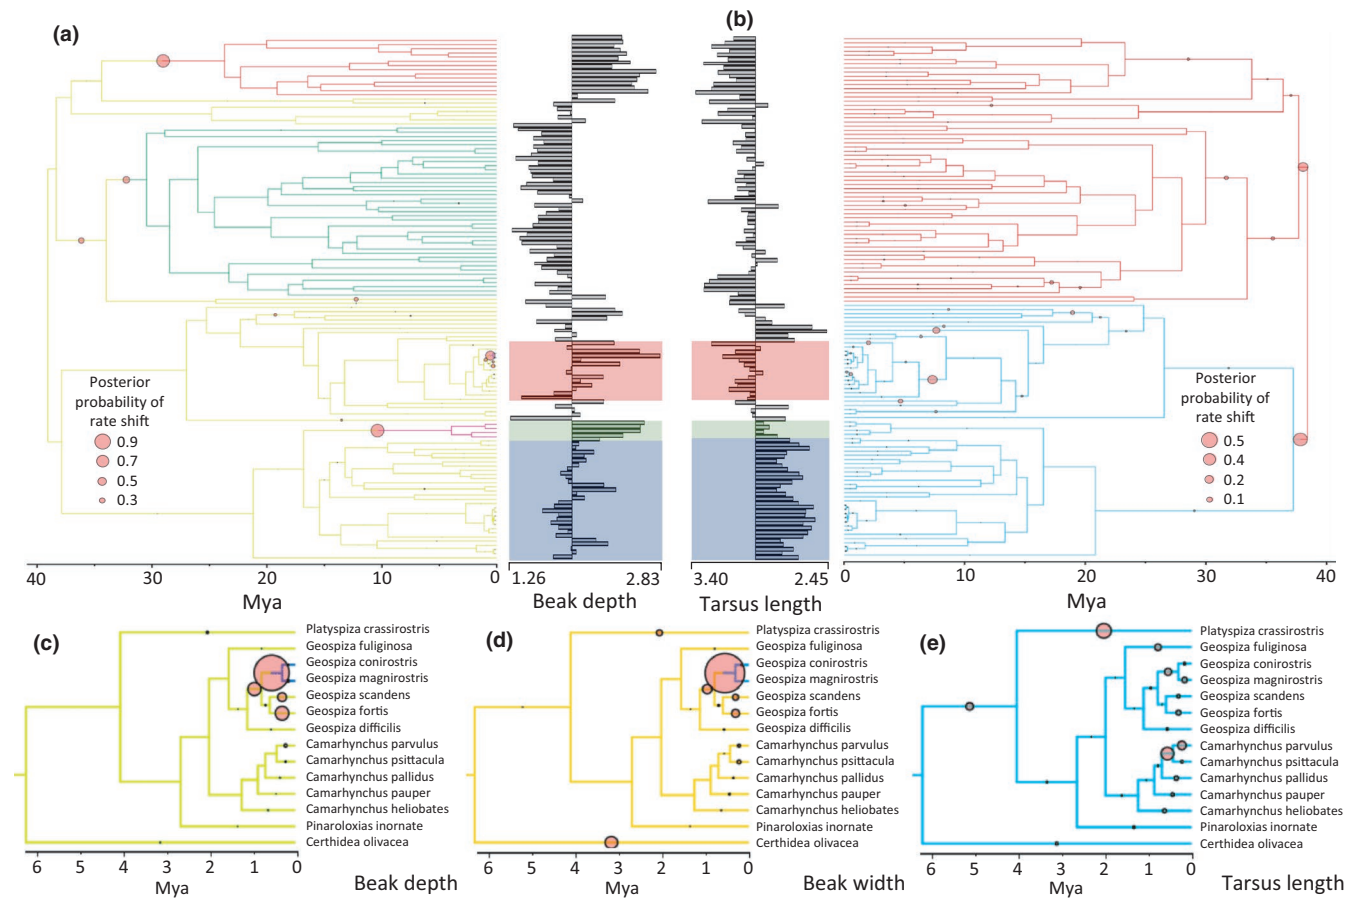 (a)
(b)
Posterior
probability of
rate shift
0.9
0.7
0.5
0.3
Posterior
probability of
rate shift
0.5
0.4
0.2
0.1
40 30 20 10 0
Mya
1.26 2.83
Beak depth
3.40 2.45
Tarsus length
0 10 20 30 40
Mya
(c)
Platyspiza crassirostris
Geospiza fuliginosa
Geospiza conirostris
Geospiza magnirostris
Geospiza scandens
Geospiza fortis
Geospiza difficilis
Camarhynchus parvulus
Camarhynchus psittacula
Camarhynchus pallidus
Camarhynchus pauper
Camarhynchus heliobates
Pinaroloxias inornate
Certhidea olivacea
6 5 4 3 2 1 0
Mya
Beak depth
(d)
Platyspiza crassirostris
Geospiza fuliginosa
Geospiza conirostris
Geospiza magnirostris
Geospiza scandens
Geospiza fortis
Geospiza difficilis
Camarhynchus parvulus
Camarhynchus psittacula
Camarhynchus pallidus
Camarhynchus pauper
Camarhynchus heliobates
Pinaroloxias inornate
Certhidea olivacea
6 5 4 3 2 1 0
Mya
Beak width
(e)
Platyspiza crassirostris
Geospiza fuliginosa
Geospiza conirostris
Geospiza magnirostris
Geospiza scandens
Geospiza fortis
Geospiza difficilis
Camarhynchus parvulus
Camarhynchus psittacula
Camarhynchus pallidus
Camarhynchus pauper
Camarhynchus heliobates
Pinaroloxias inornate
Certhidea olivacea
6 5 4 3 2 1 0
Mya
Tarsus length